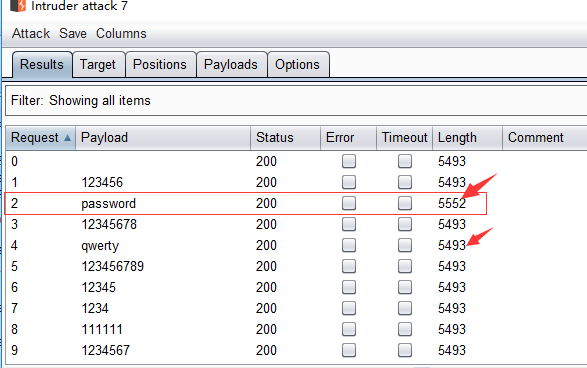 Intruder attack 7
Attack Save Columns
Results Target Positions Payloads Options
Filter: Showing all items
Request Payload Status Error Timeout Length Comment
0 200 5493
1 123456 200 5493
2 password 200 5552
3 12345678 200 5493
4 qwerty 200 5493
5 123456789 200 5493
6 12345 200 5493
7 1234 200 5493
8 111111 200 5493
9 1234567 200 5493